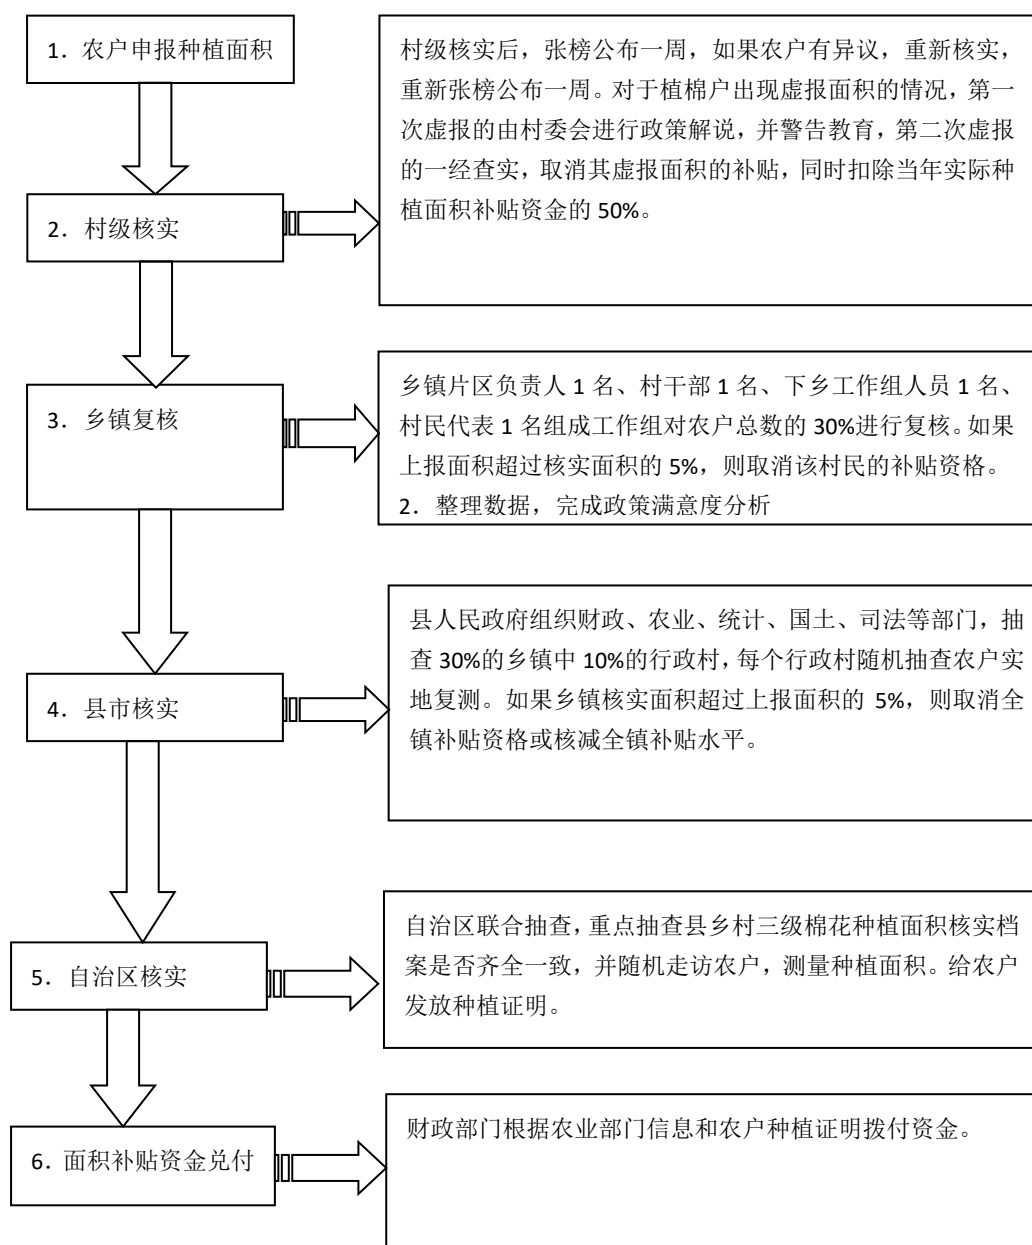 1. 农户申报种植面积
村级核实后，张榜公布一周，如果农户有异议，重新核实，
重新张榜公布一周。对于植棉户出现虚报面积的情况，第一
次虚报的由村委会进行政策解说，并警告教育，第二次虚报
的一经查实，取消其虚报面积的补贴，同时扣除当年实际种
植面积补贴资金的 50%。
2. 村级核实
3. 乡镇复核
乡镇片区负责人 1 名、村干部 1 名、下乡工作组人员 1 名、
村民代表 1 名组成工作组对农户总数的 30%进行复核。如果
上报面积超过核实面积的 5%，则取消该村民的补贴资格。
2. 整理数据，完成政策满意度分析
4. 县市核实
县人民政府组织财政、农业、统计、国土、司法等部门，抽
查 30%的乡镇中 10%的行政村，每个行政村随机抽查农户实
地复测。如果乡镇核实面积超过上报面积的 5%，则取消全
镇补贴资格或核减全镇补贴水平。
5. 自治区核实
自治区联合抽查，重点抽查县乡村三级棉花种植面积核实档
案是否齐全一致，并随机走访农户，测量种植面积。给农户
发放种植证明。
6. 面积补贴资金兑付
财政部门根据农业部门信息和农户种植证明拨付资金。